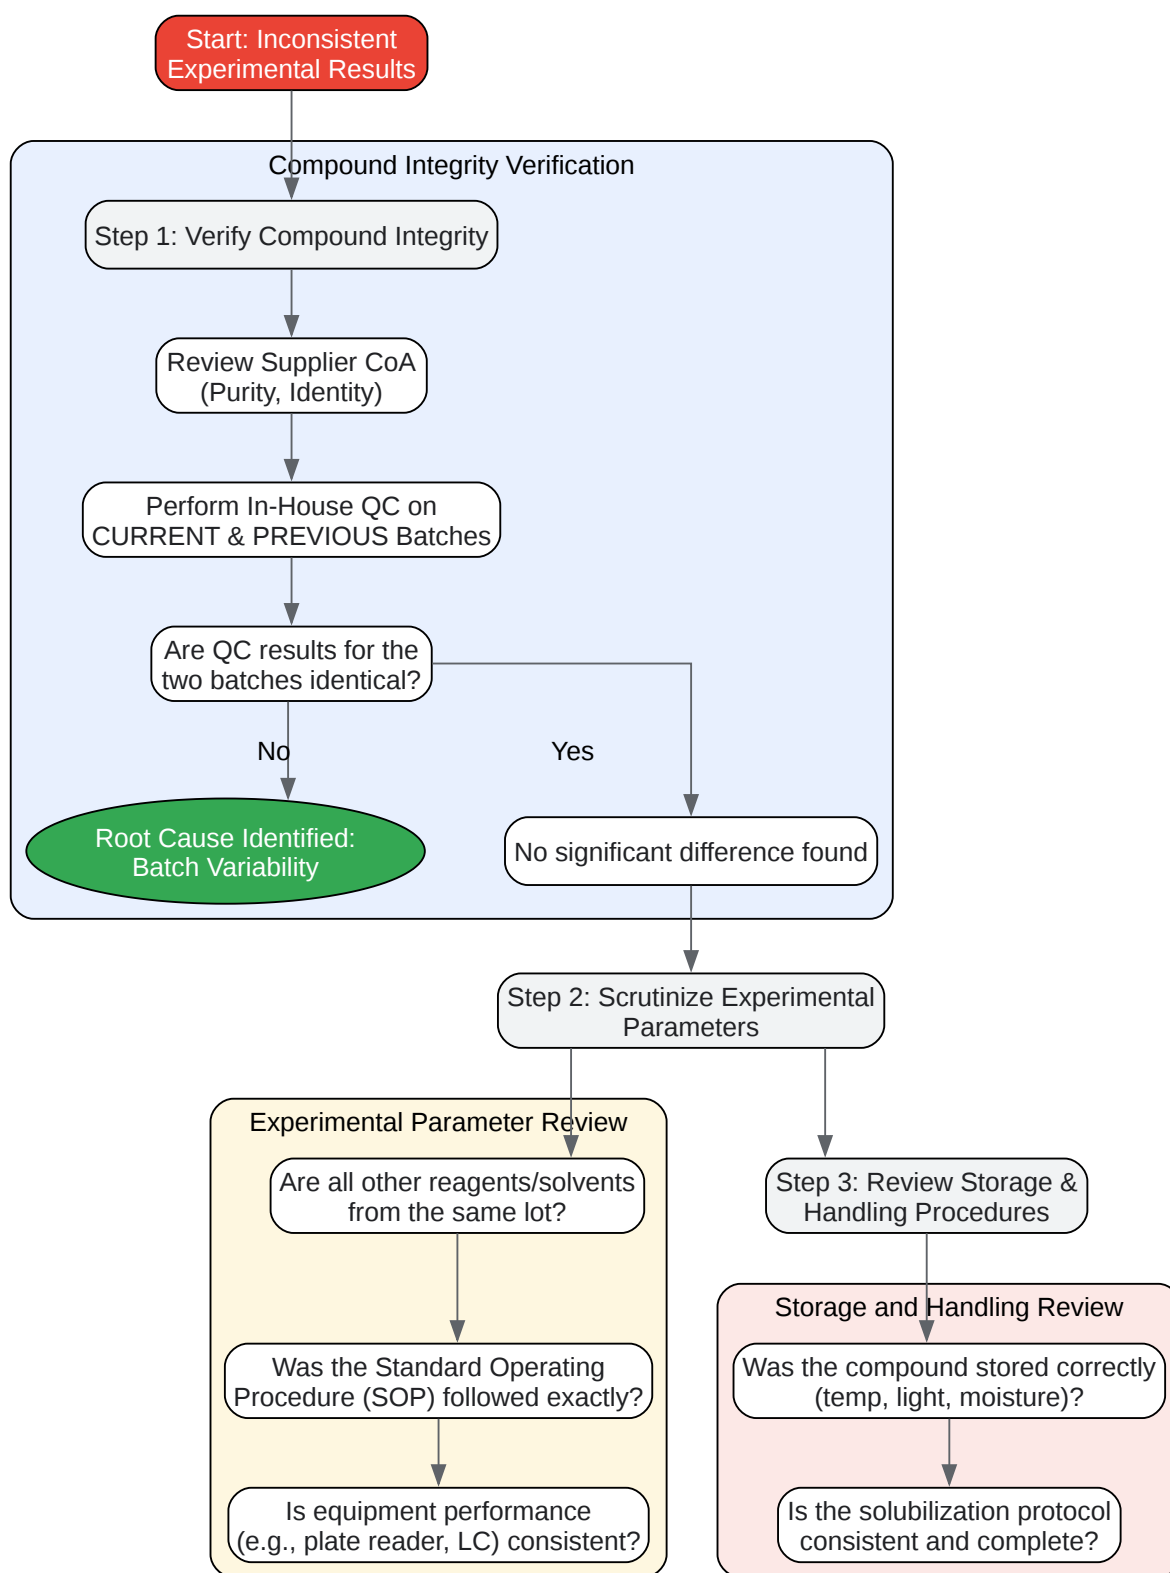 Start: Inconsistent
Experimental Results
Compound Integrity Verification
Step 1: Verify Compound Integrity
Review Supplier CoA
(Purity, Identity)
Perform In-House QC on
CURRENT & PREVIOUS Batches
Are QC results for the
two batches identical?
No
Yes
Root Cause Identified:
Batch Variability
No significant difference found
Step 2: Scrutinize Experimental
Parameters
Experimental Parameter Review
Are all other reagents/solvents
from the same lot?
Was the Standard Operating
Procedure (SOP) followed exactly?
Is equipment performance
(e.g., plate reader, LC) consistent?
Step 3: Review Storage &
Handling Procedures
Storage and Handling Review
Was the compound stored correctly
(temp, light, moisture)?
Is the solubilization protocol
consistent and complete?